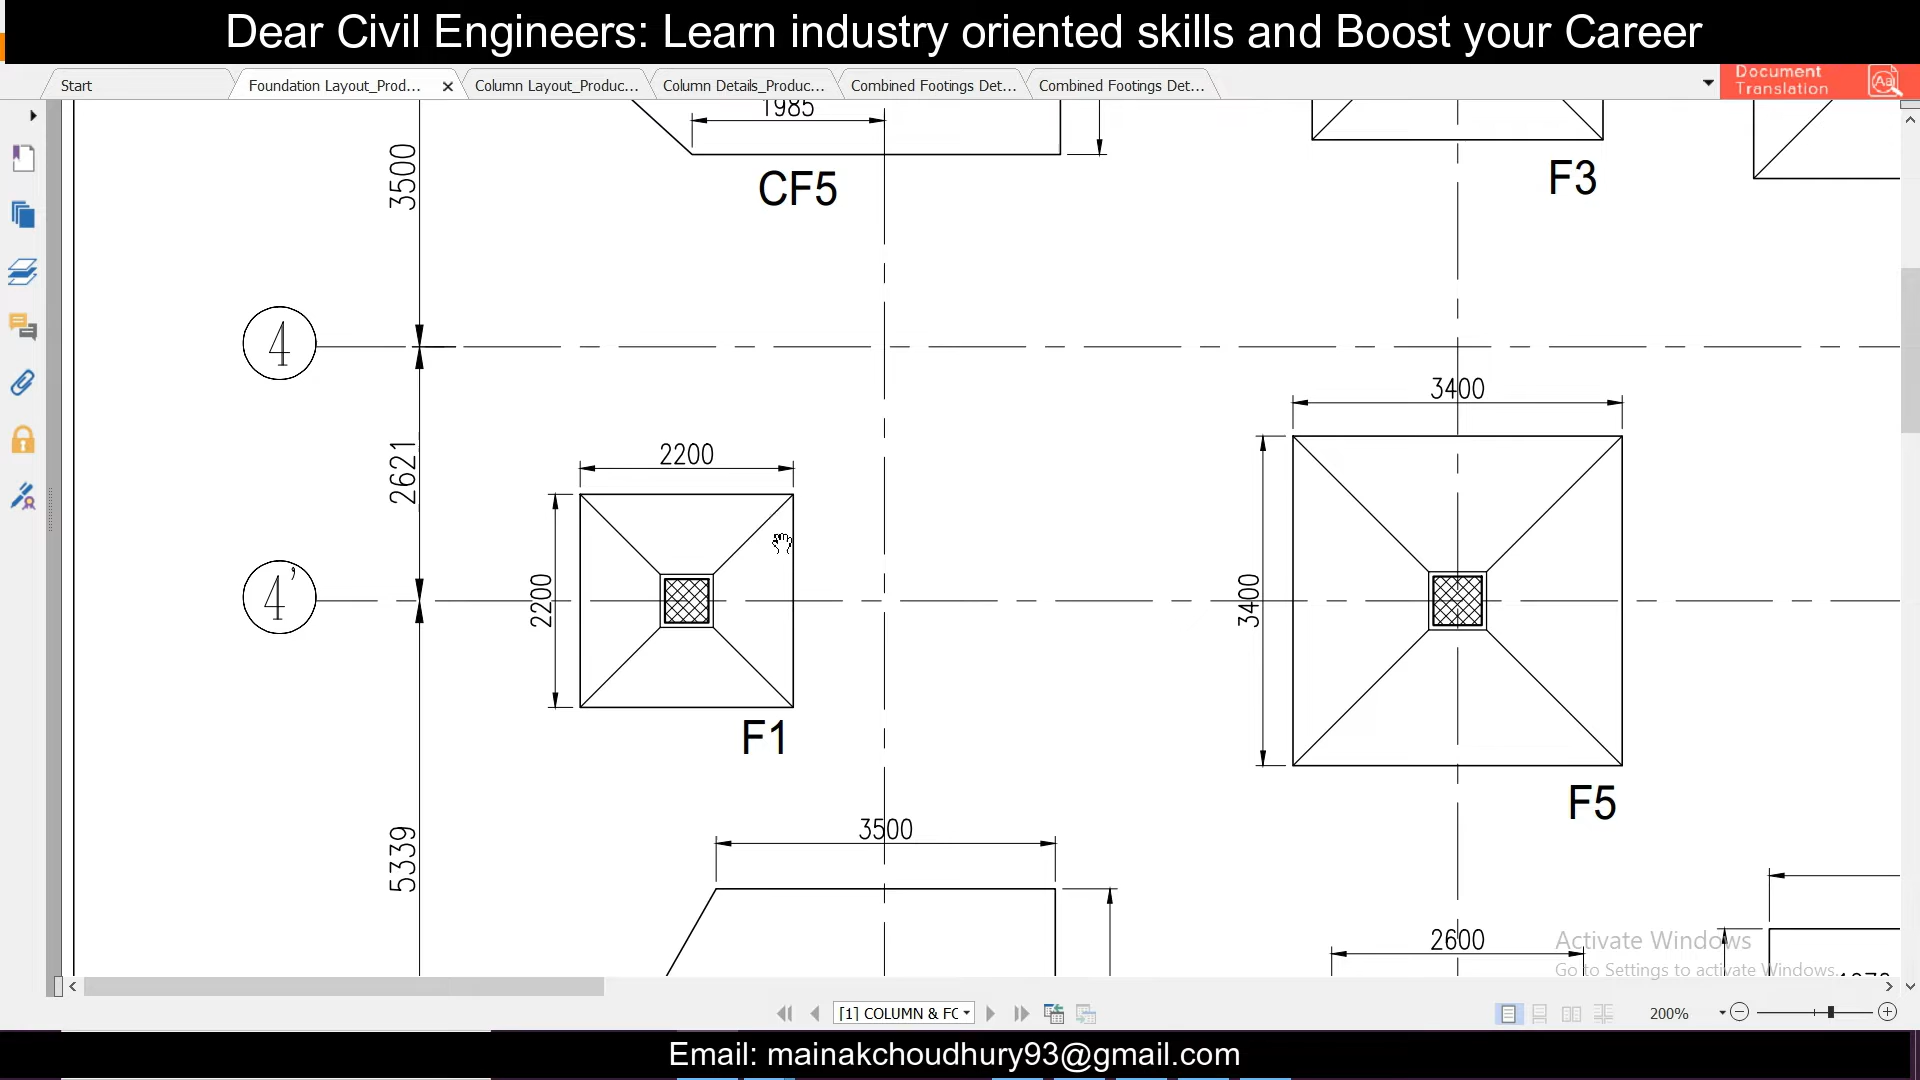 Dear Civil Engineers: Learn industry oriented skills and Boost your Career
Start
Foundation Layout_Prod...
Column Layout_Produc...
Column Details_Produc...
Combined Footings Det...
Combined Footings Det...
Document
Translation
Aa
1985
3500
CF5
F3
4
3400
2200
2621
4'
2200
3400
F1
F5
3500
5339
2600
Activate Windows
Go to Settings to activate Windows.
[1] COLUMN & FC
200%
Email: mainakchoudhury93@gmail.com